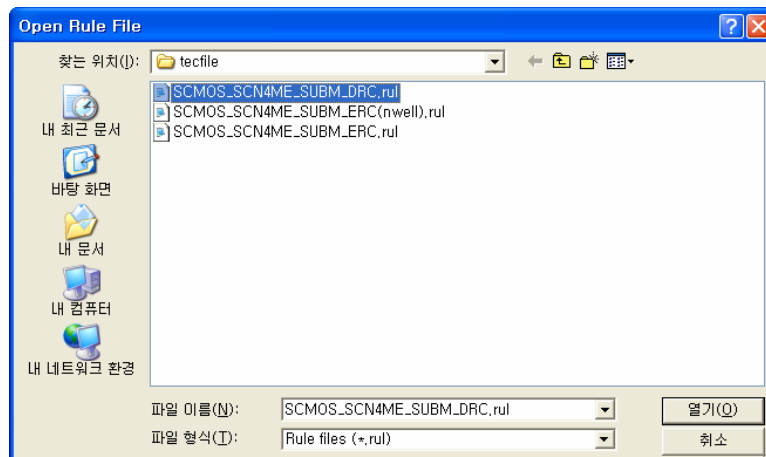 Open Rule File
찾는 위치(I):
tecfile
SCMOS_SCN4ME_SUBM_DRC.rul
SCMOS_SCN4ME_SUBM_ERC(nwell).rul
SCMOS_SCN4ME_SUBM_ERC.rul
내 최근 문서
바탕 화면
내 문서
내 컴퓨터
내 네트워크 환경
파일 이름(N):
SCMOS_SCN4ME_SUBM_DRC.rul
열기(O)
파일 형식(T):
Rule files (*.rul)
취소